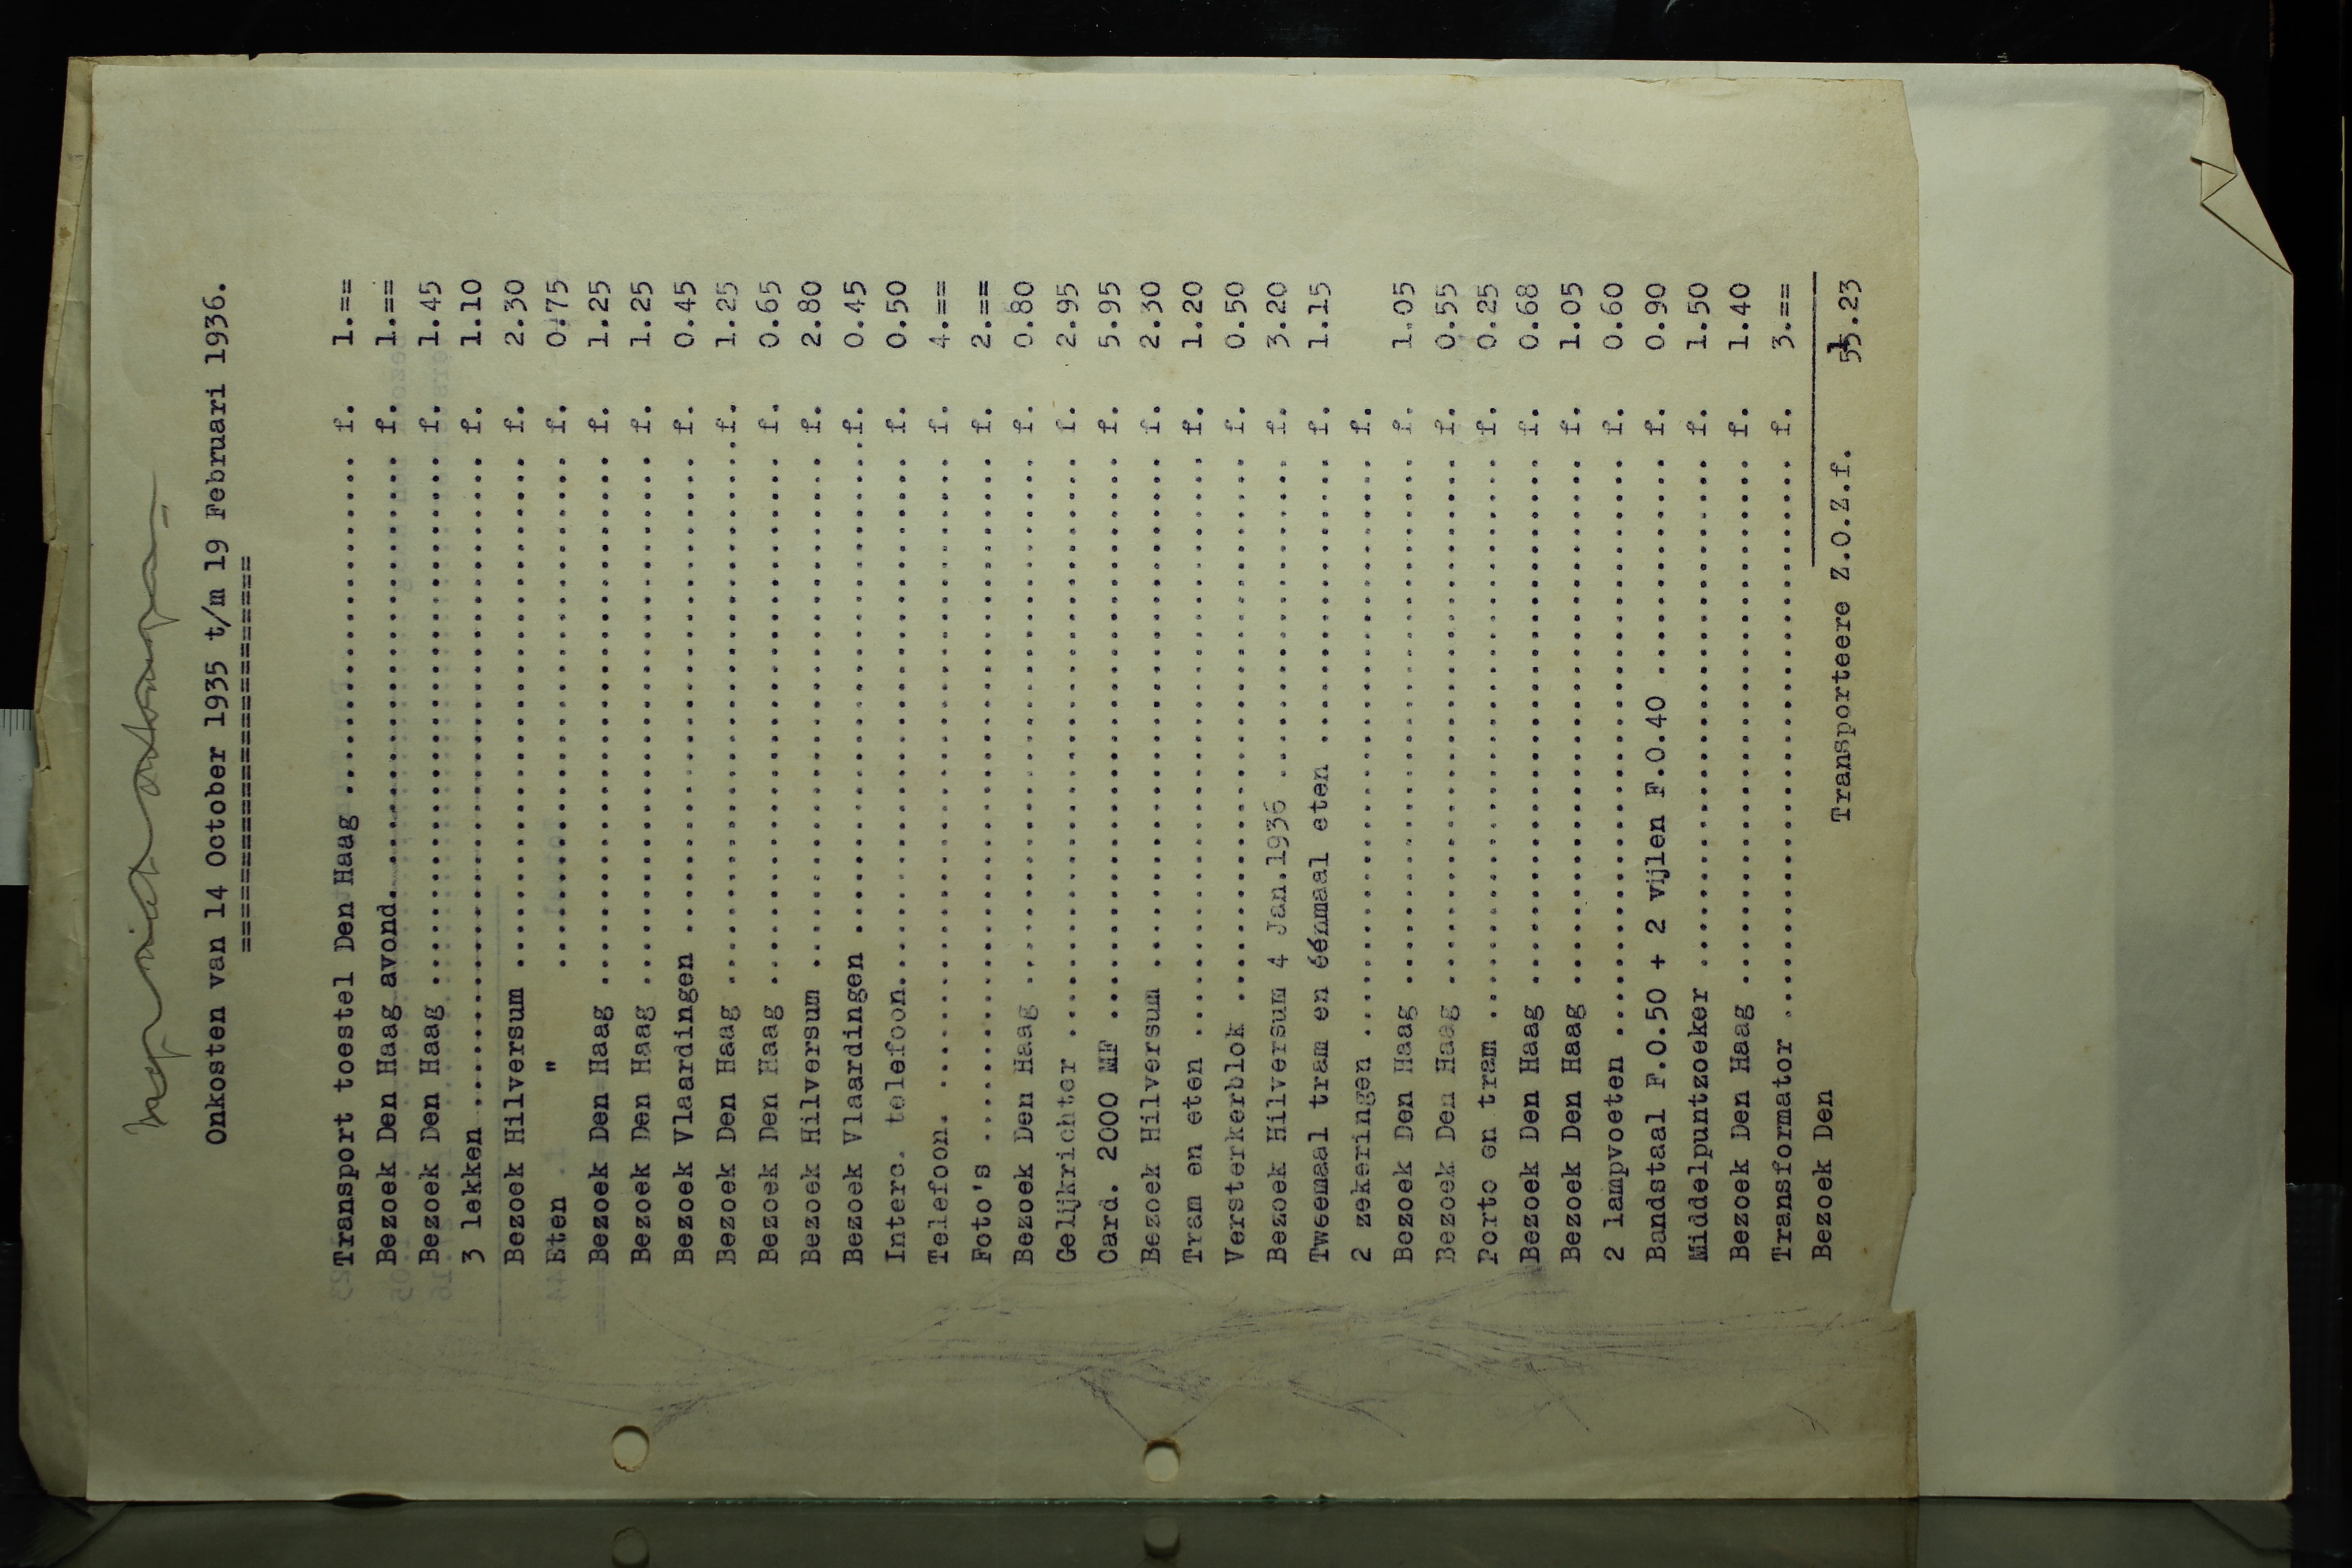 nog niet ontvangen
Onkosten van 14 October 1935 t/m 19 Februari 1936.
============================
Transport toestel Den Haag ........................ f. 1.==
Bezoek Den Haag avond.............................. f. 1.==
Bezoek Den Haag ................................... f. 1.45
3 lekken .......................................... f. 1.10
Bezoek Hilversum .................................. f. 2.30
Eten " .................................. f. 0.75
Bezoek Den Haag ................................... f. 1.25
Bezoek Den Haag ................................... f. 1.25
Bezoek Vlaardingen ................................ f. 0.45
Bezoek Den Haag ................................... f. 1.25
Bezoek Den Haag ................................... f. 0.65
Bezoek Hilversum .................................. f. 2.80
Bezoek Vlaardingen ................................ f. 0.45
Interc. telefoon................................... f. 0.50
Telefoon. ......................................... f. 4.==
Foto's ............................................ f. 2.==
Bezoek Den Haag ................................... f. 0.80
Gelijkrichter ..................................... f. 2.95
Card. 2000 MF ..................................... f. 5.95
Bezoek Hilversum .................................. f. 2.30
Tram en eten ...................................... f. 1.20
Versterkerblok .................................... f. 0.50
Bezoek Hilversum 4 Jan.1936 ....................... f. 3.20
Tweemaal tram en éénmaal eten ..................... f. 1.15
2 zekeringen ...................................... f.
Bezoek Den Haag ................................... f. 1.05
Bezoek Den Haag ................................... f. 0.55
Porto en tram ..................................... f. 0.25
Bezoek Den Haag ................................... f. 0.68
Bezoek Den Haag ................................... f. 1.05
2 lampvoeten ...................................... f. 0.60
Bandstaal F.0.50 + 2 vijlen F.0.40 ................ f. 0.90
Middelpuntzoeker .................................. f. 1.50
Bezoek Den Haag ................................... f. 1.40
Transformator ..................................... f. 3.==
Bezoek Den
Transporteere Z.O.Z.f. 51.23